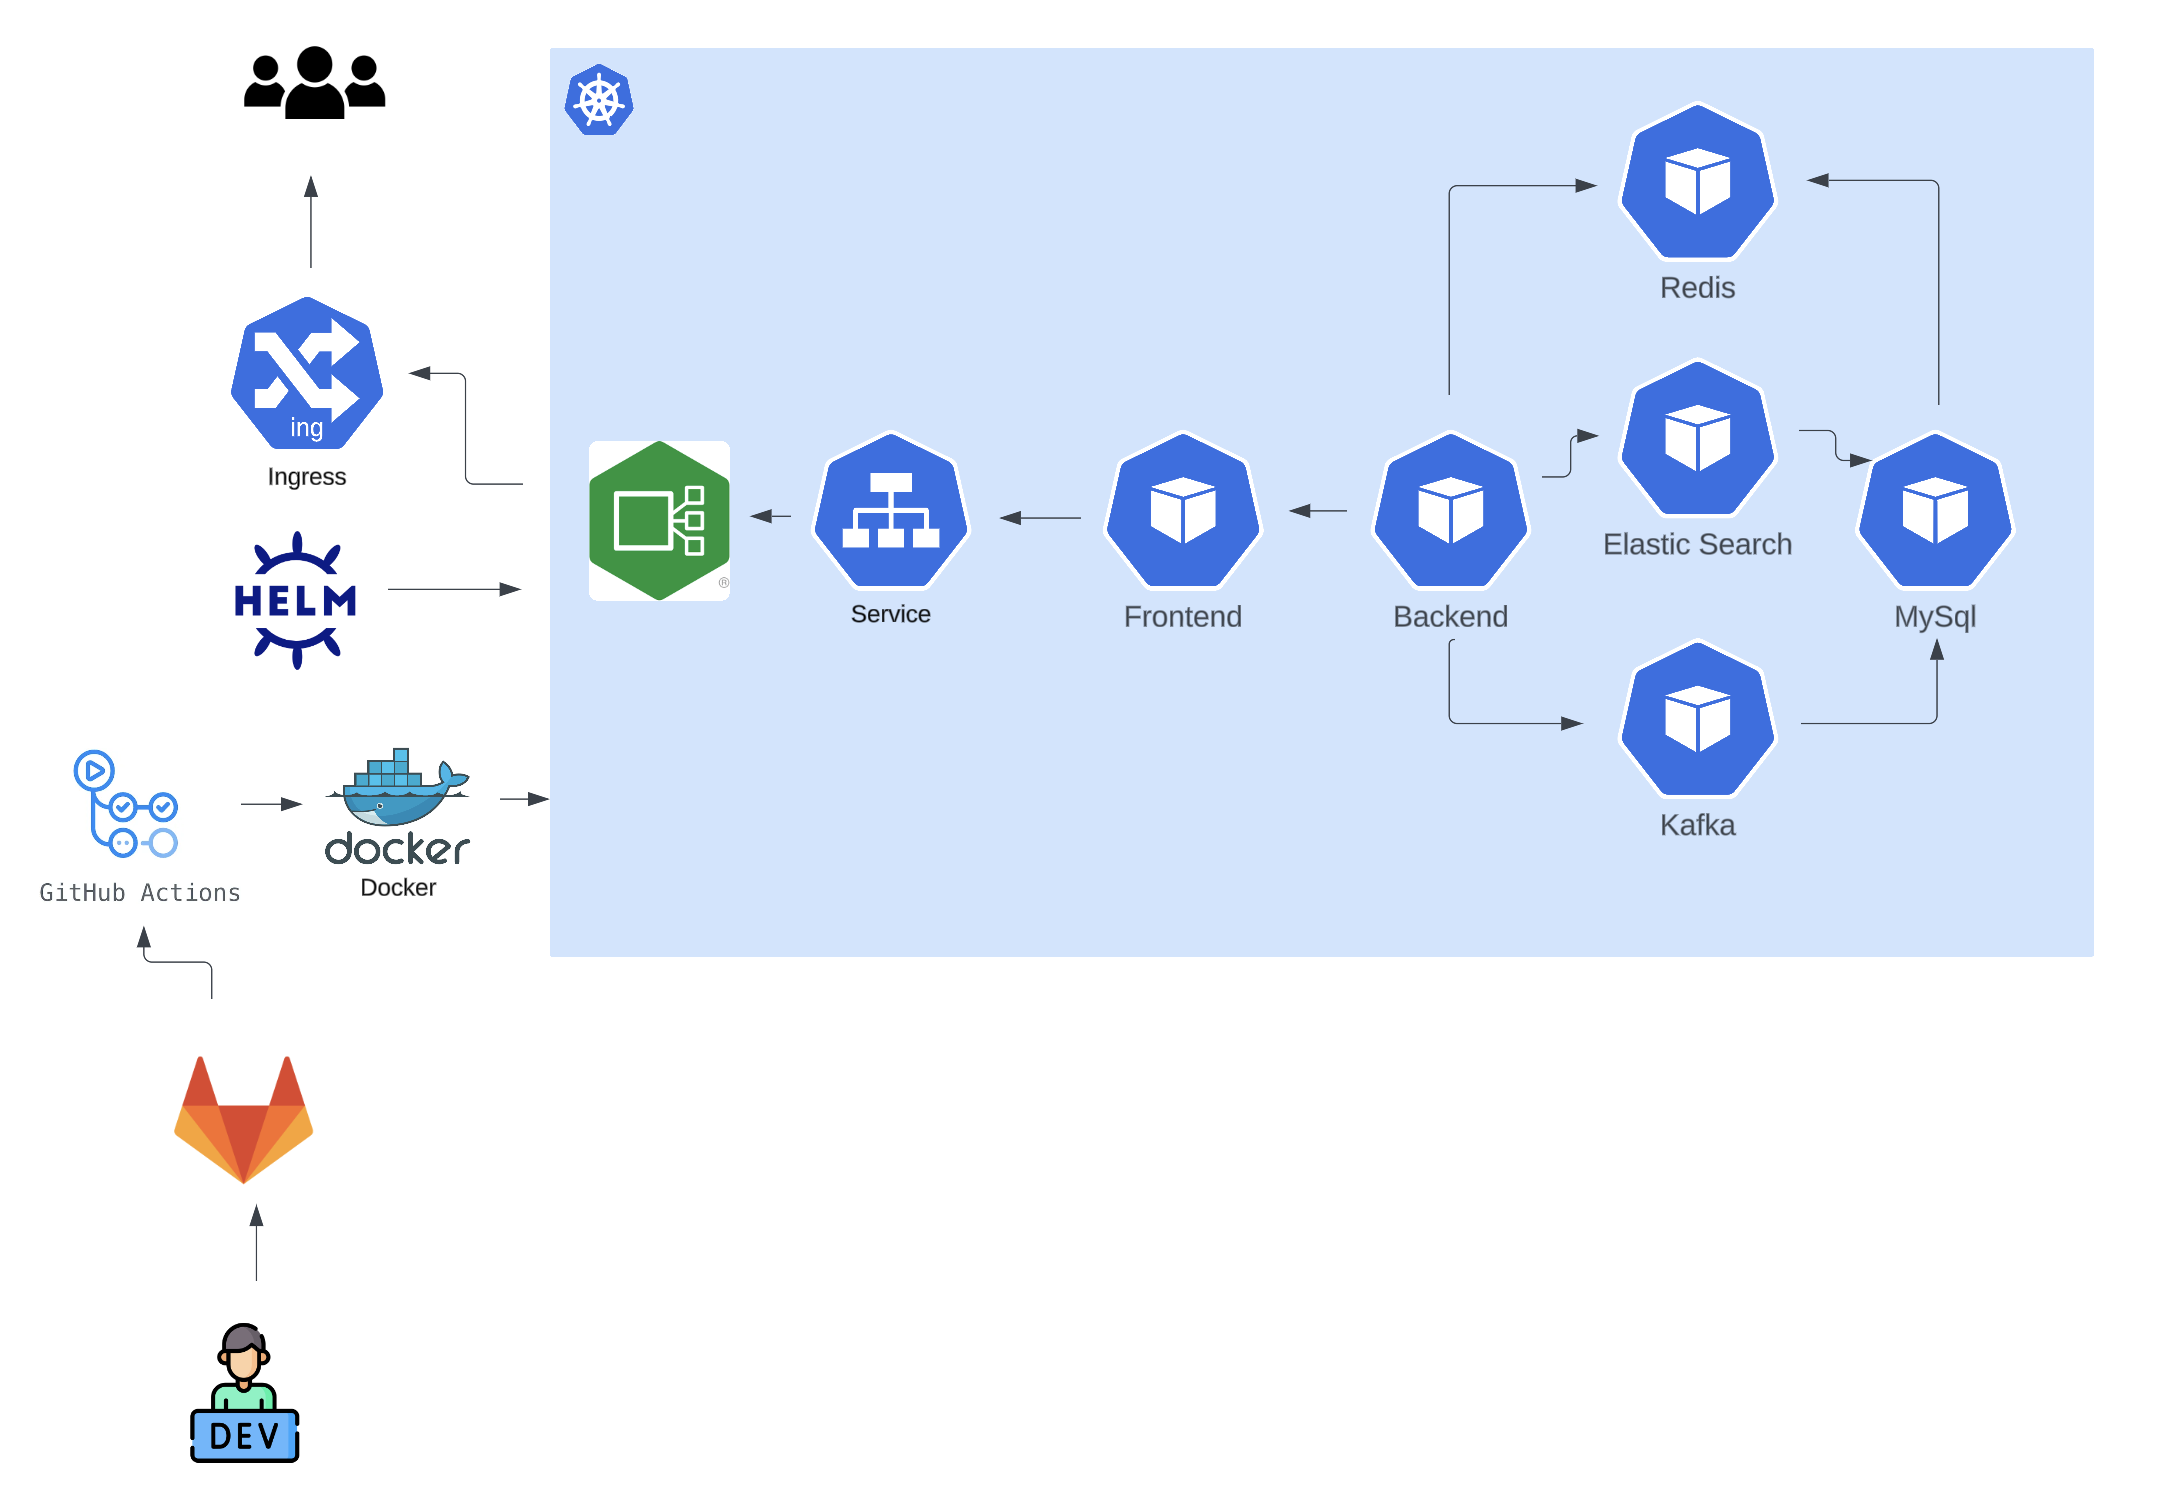 Redis
ing
Ingress
Elastic Search
HELM
®
Service
Frontend
Backend
MySql
docker
Docker
Kafka
GitHub Actions
DEV